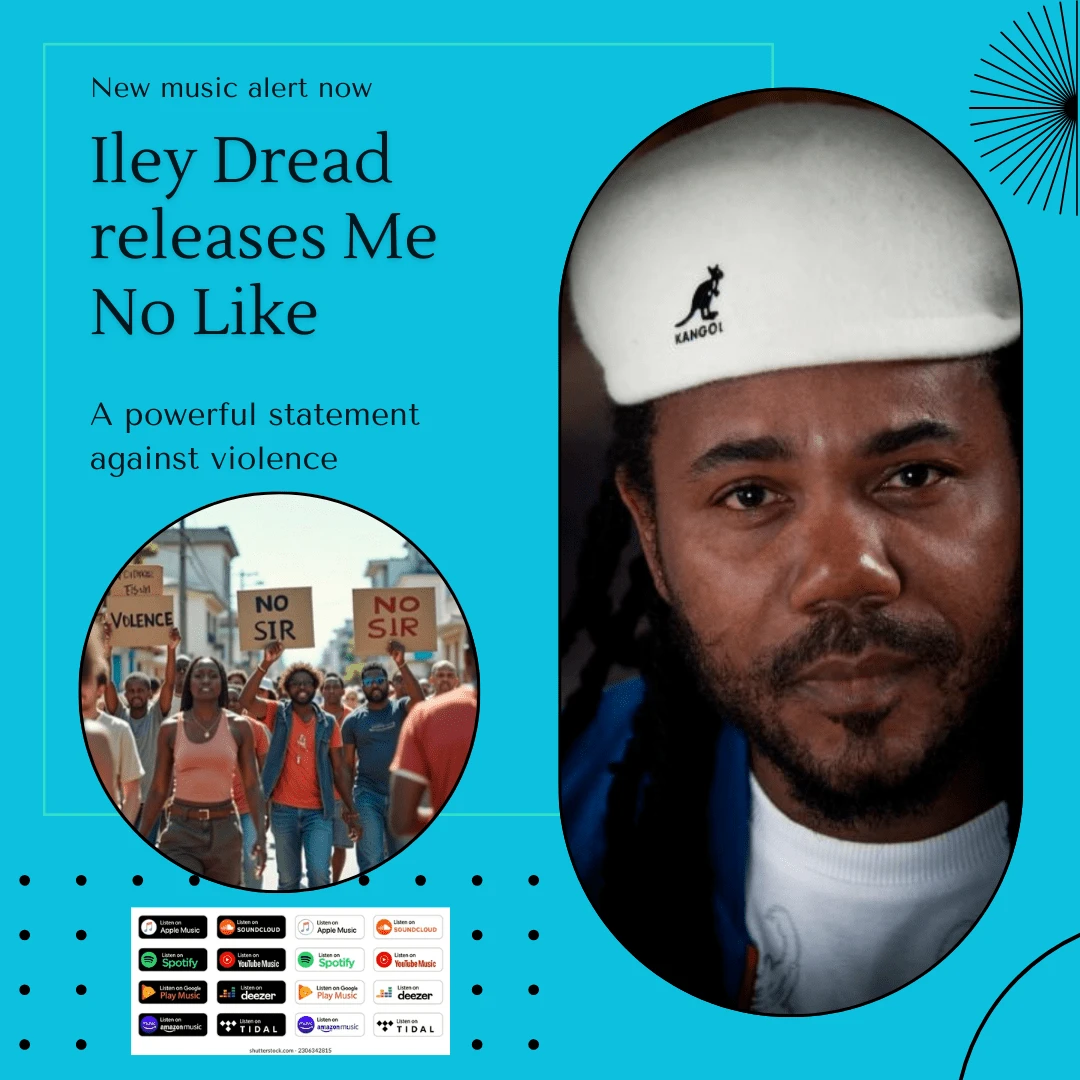 New music alert now
Iley Dread
releases Me
No Like
A powerful statement
against violence
KANGOL
VOLENCE
NO
SIR
NO
SIR
Listen on
Apple Music
Listen on
SOUNDCLOUD
Listen on
Apple Music
Listen on
SOUNDCLOUD
Listen on
Spotify
Listen on
YouTube Music
Listen on
Spotify
Listen on
YouTube Music
Listen on Google
Play Music
Listen on
deezer
Listen on Google
Play Music
Listen on
deezer
Listen on
amazon music
Listen on
TIDAL
Listen on
amazon music
Listen on
TIDAL
shutterstock.com · 2306342815